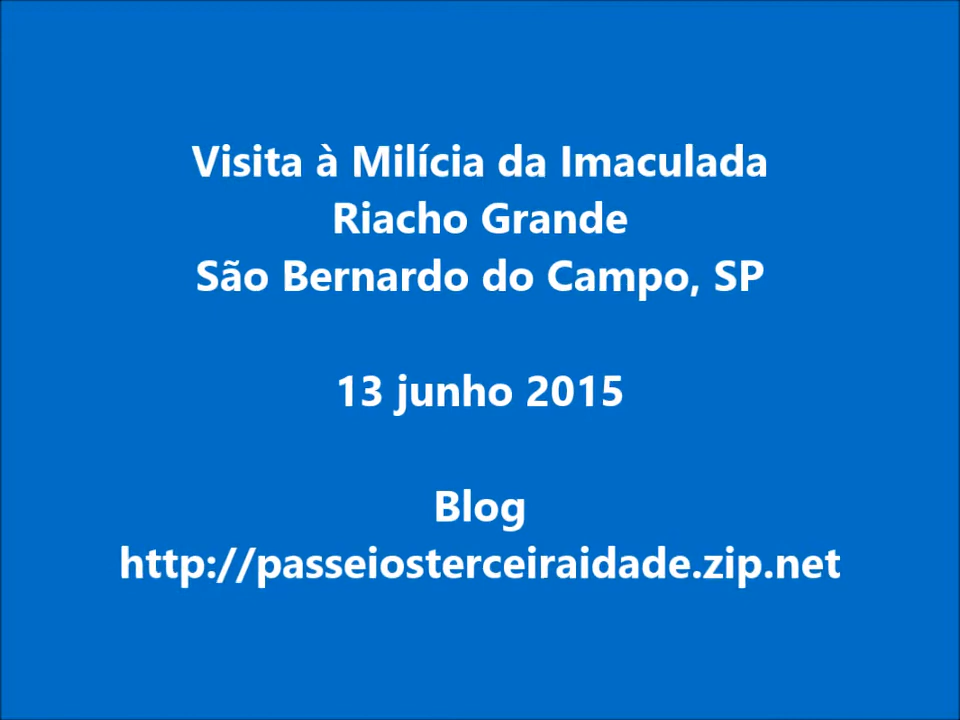 Visita à Milícia da Imaculada
Riacho Grande
São Bernardo do Campo, SP
13 junho 2015
Blog
http://passeiosterceiraidade.zip.net